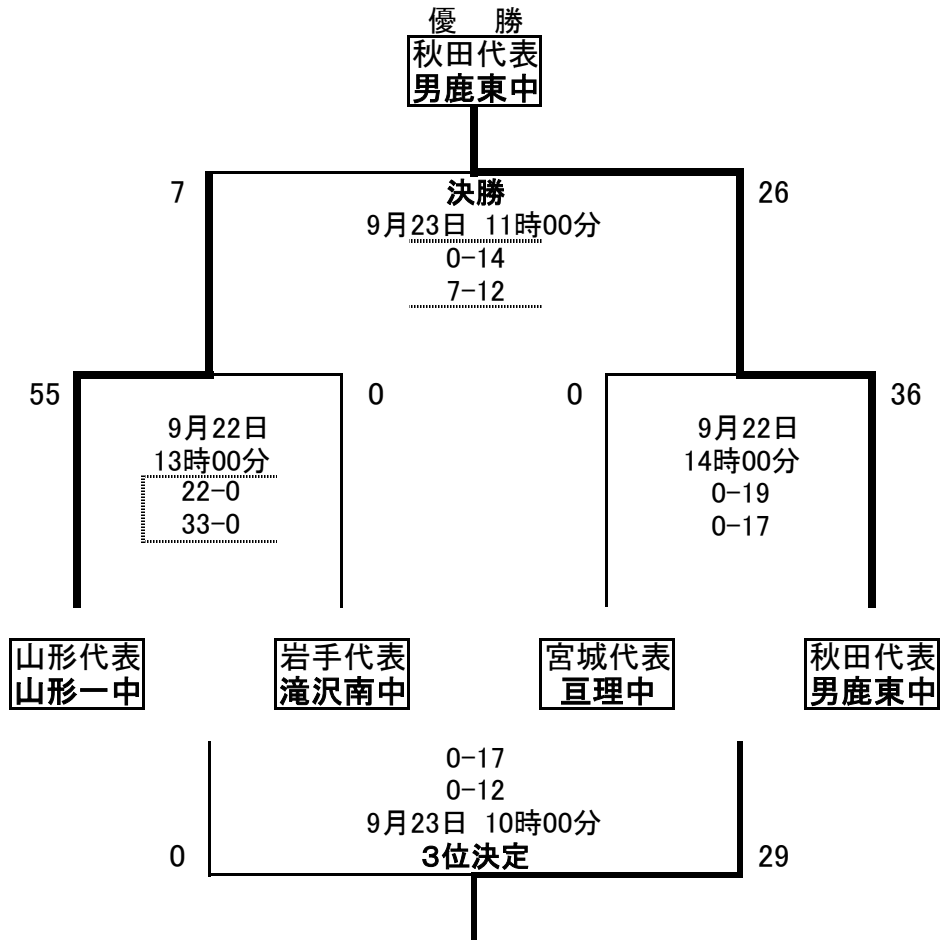 優　勝
秋田代表
男鹿東中
7
26
決勝
9月23日 11時00分
0-14
7-12
55
0
0
36
9月22日
13時00分
22-0
33-0
9月22日
14時00分
0-19
0-17
山形代表
山形一中
岩手代表
滝沢南中
宮城代表
亘理中
秋田代表
男鹿東中
0-17
0-12
9月23日 10時00分
3位決定
0
29